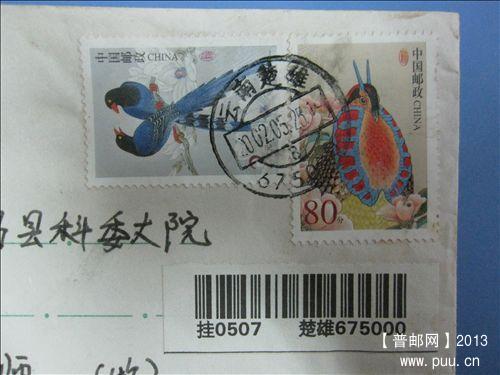 中国邮政 CHINA
中国邮政 CHINA
80分
云南楚雄
2002.05.23
675
县科委大院
挂0507 楚雄675000
(收)
【普邮网】2013
www.puu.cn